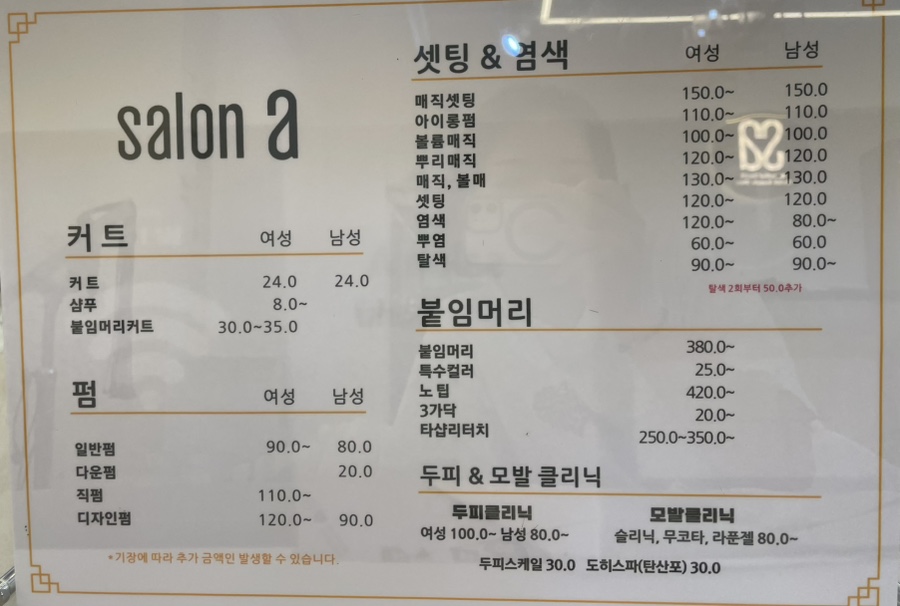 salon a
커트 여성 남성
커트 24.0 24.0
샴푸 8.0~
붙임머리커트 30.0~35.0
펌 여성 남성
일반펌 90.0~ 80.0
다운펌 20.0
직펌 110.0~
디자인펌 120.0~ 90.0
*기장에 따라 추가 금액인 발생할 수 있습니다.
셋팅 & 염색 여성 남성
매직셋팅 150.0~ 150.0
아이롱펌 110.0~ 110.0
볼륨매직 100.0~ 100.0
뿌리매직 120.0~ 120.0
매직, 볼매 130.0~ 130.0
셋팅 120.0~ 120.0
염색 120.0~ 80.0~
뿌염 60.0~ 60.0
탈색 90.0~ 90.0~
탈색 2회부터 50.0추가
붙임머리
붙임머리 380.0~
특수컬러 25.0~
노팁 420.0~
3가닥 20.0~
타샵리터치 250.0~350.0~
두피 & 모발 클리닉
두피클리닉 모발클리닉
여성 100.0~ 남성 80.0~ 슬리닉, 무코타, 라푼젤 80.0~
두피스케일 30.0 도히스파(탄산포) 30.0